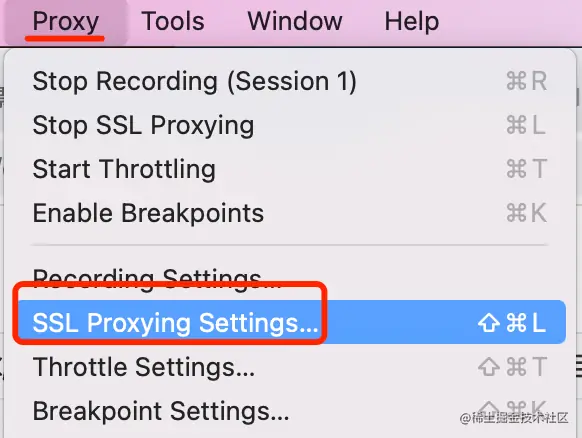 Proxy Tools Window Help
Stop Recording (Session 1) ⌘R
Stop SSL Proxying ⌘L
Start Throttling ⌘T
Enable Breakpoints ⌘K
Recording Settings...
SSL Proxying Settings... ⇧⌘L
Throttle Settings... ⇧⌘T
Breakpoint Settings... ⇧⌘K
@稀土掘金技术社区